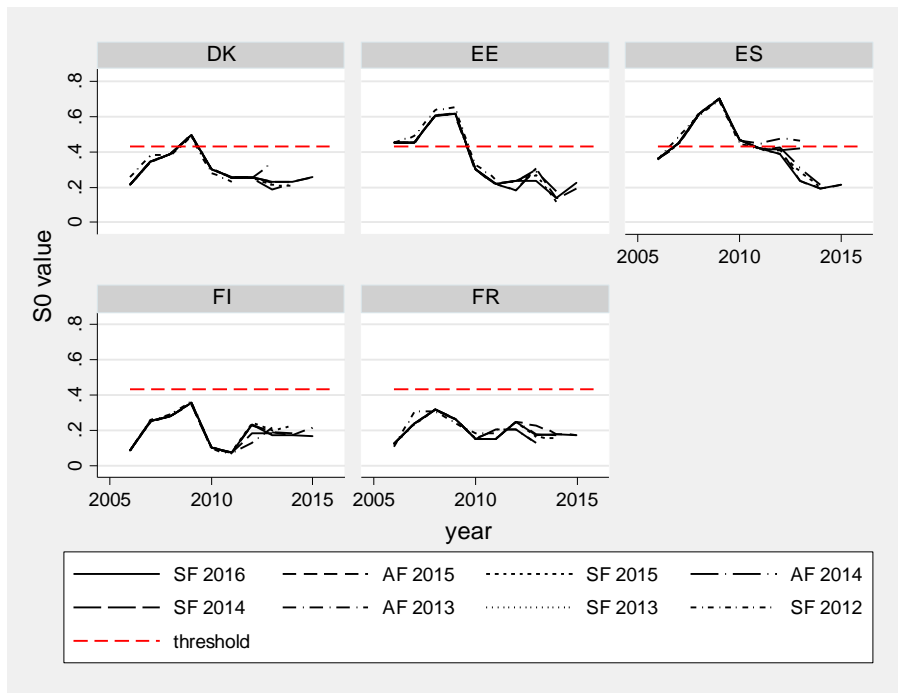 DK EE ES
.8
.6
.4
.2
0
2005 2010 2015
S0 value
FI FR
.8
.6
.4
.2
0
2005 2010 2015 2005 2010 2015
year
SF 2016 AF 2015 SF 2015 AF 2014
SF 2014 AF 2013 SF 2013 SF 2012
threshold